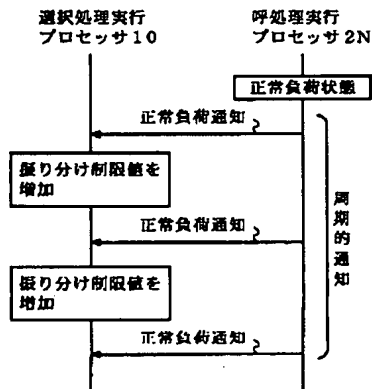 選択処理実行
プロセッサ10
呼処理実行
プロセッサ2N
正常負荷状態
正常負荷通知
振り分け制限値を
増加
正常負荷通知
振り分け制限値を
増加
正常負荷通知
周期的通知